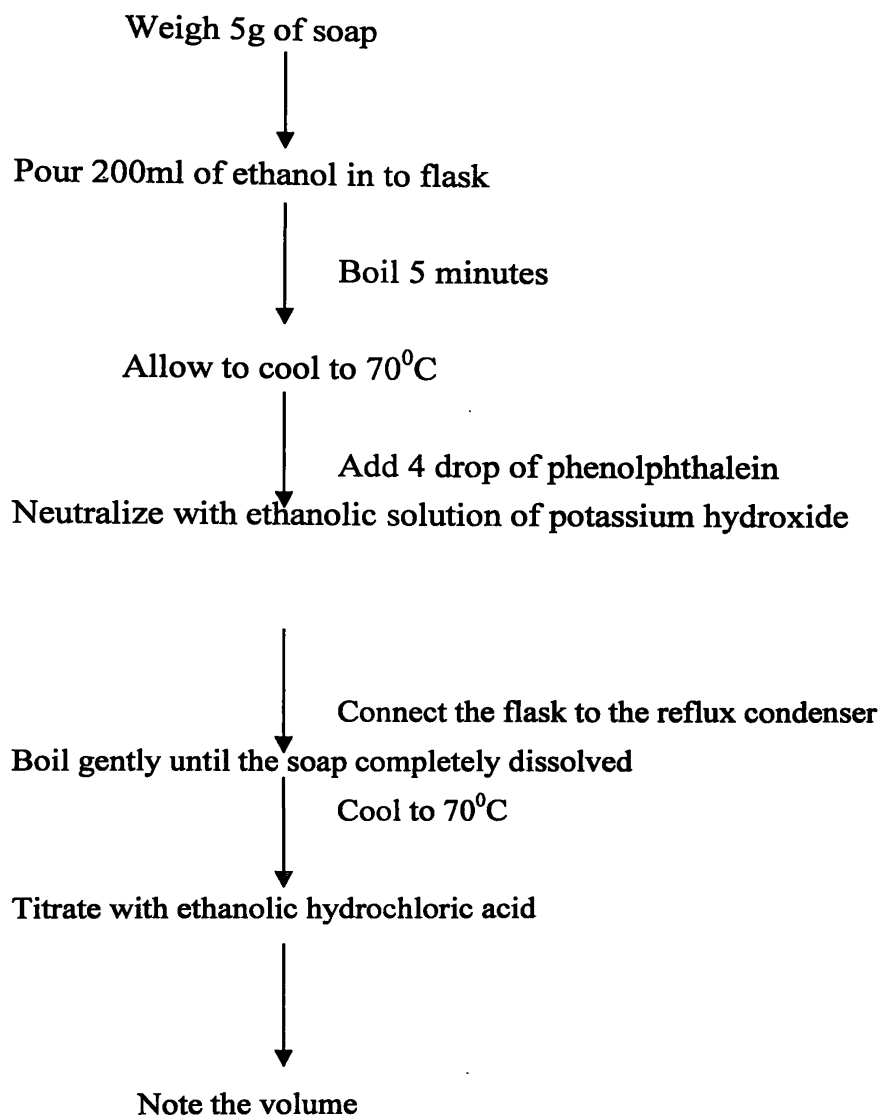 Weigh 5g of soap
Pour 200ml of ethanol in to flask
Boil 5 minutes
Allow to cool to 70⁰C
Add 4 drop of phenolphthalein
Neutralize with ethanolic solution of potassium hydroxide
Connect the flask to the reflux condenser
Boil gently until the soap completely dissolved
Cool to 70⁰C
Titrate with ethanolic hydrochloric acid
Note the volume